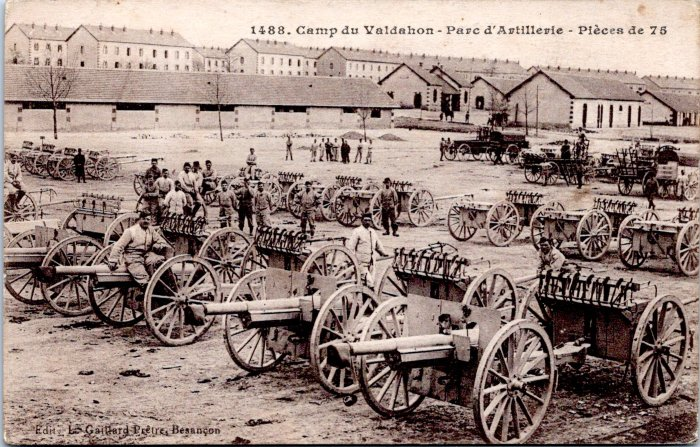 1488. Camp du Valdahon - Parc d'Artillerie - Pièces de 75
Edit: L. Gaillard Prêtre, Besançon